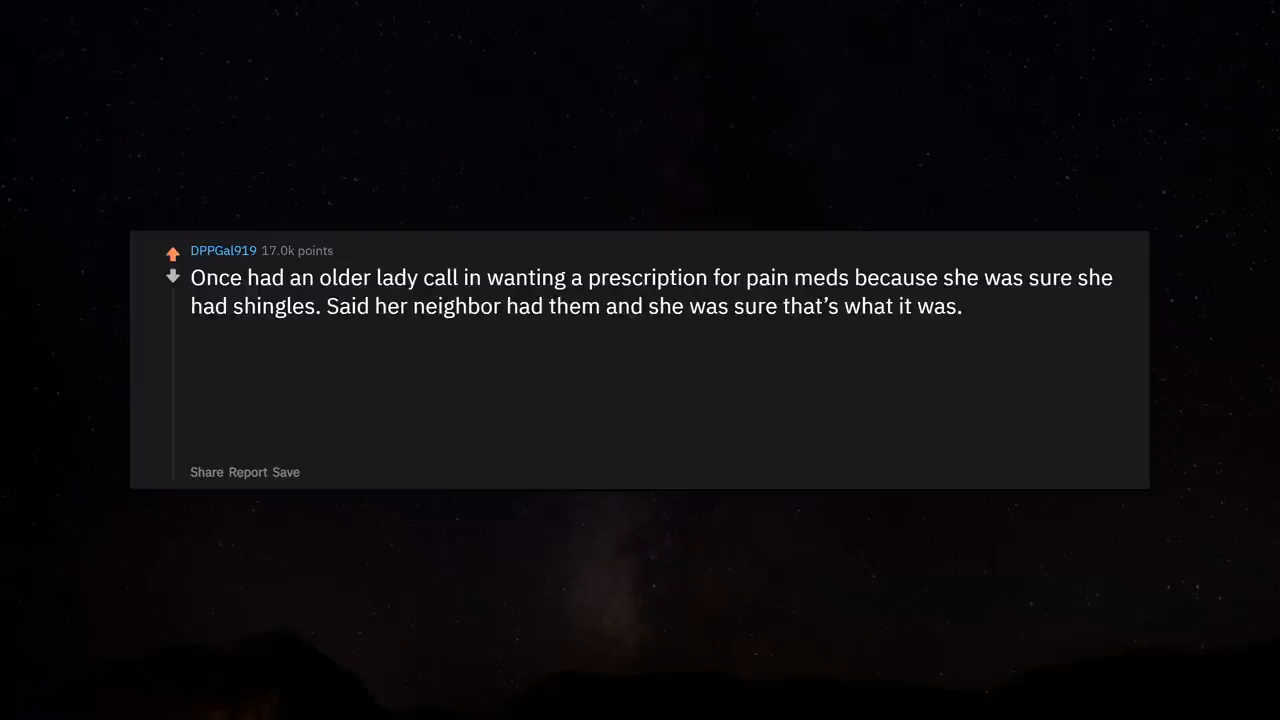 DPPGal919 17.0k points
Once had an older lady call in wanting a prescription for pain meds because she was sure she
had shingles. Said her neighbor had them and she was sure that’s what it was.
Share Report Save